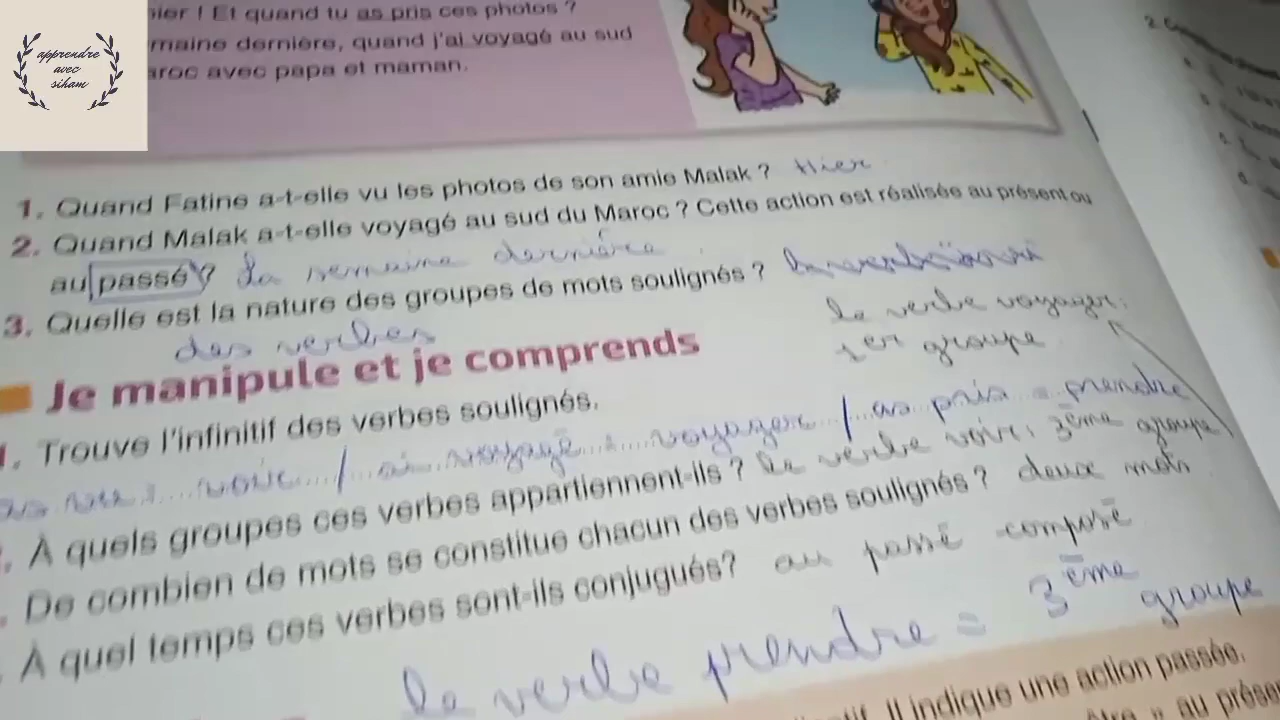 apprendre
avec
siham
! Et quand tu as pris ces photos ?
maine dernière, quand j'ai voyagé au sud
aroc avec papa et maman.
1. Quand Fatine a-t-elle vu les photos de son amie Malak ? Hier
2. Quand Malak a-t-elle voyagé au sud du Maroc ? Cette action est réalisée au présent ou
au passé ? La semaine dernière
3. Quelle est la nature des groupes de mots soulignés ?
des verbes
le verbe voyager :
1er groupe
Je manipule et je comprends
1. Trouve l'infinitif des verbes soulignés.
as vu : voir / ai voyagé : voyager / as pris = prendre
À quels groupes ces verbes appartiennent-ils ? le verbe voir : 3ème groupe
De combien de mots se constitue chacun des verbes soulignés ? deux mots
À quel temps ces verbes sont-ils conjugués? au passé composé
le verbe prendre = 3ème groupe
Il indique une action passée.
au